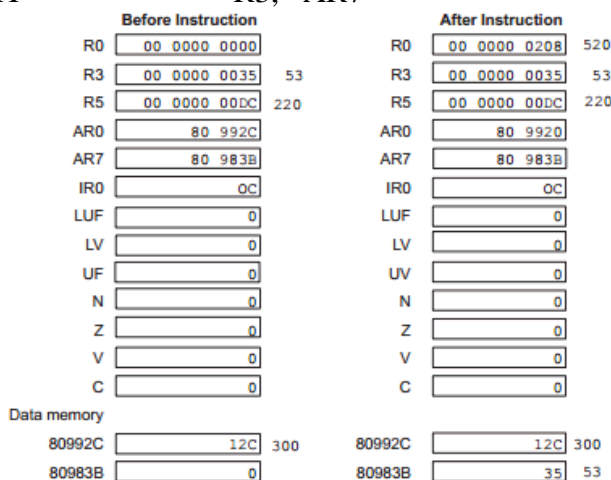 R3, AR7
Before Instruction After Instruction
R0 00 0000 0000 R0 00 0000 0208 520
R3 00 0000 0035 53 R3 00 0000 0035 53
R5 00 0000 00DC 220 R5 00 0000 00DC 220
AR0 80 992C AR0 80 9920
AR7 80 983B AR7 80 983B
IR0 0C IR0 0C
LUF 0 LUF 0
LV 0 LV 0
UF 0 UV 0
N 0 N 0
Z 0 Z 0
V 0 V 0
C 0 C 0
Data memory
80992C 12C 300 80992C 12C 300
80983B 0 80983B 35 53